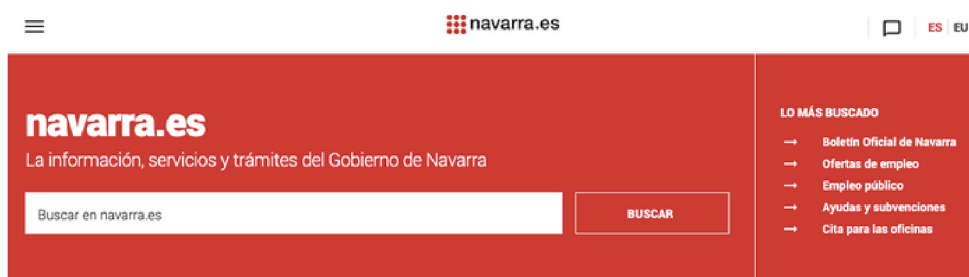 navarra.es
ES EU
navarra.es
La información, servicios y trámites del Gobierno de Navarra
Buscar en navarra.es
BUSCAR
LO MÁS BUSCADO
→ Boletín Oficial de Navarra
→ Ofertas de empleo
→ Empleo público
→ Ayudas y subvenciones
→ Cita para las oficinas